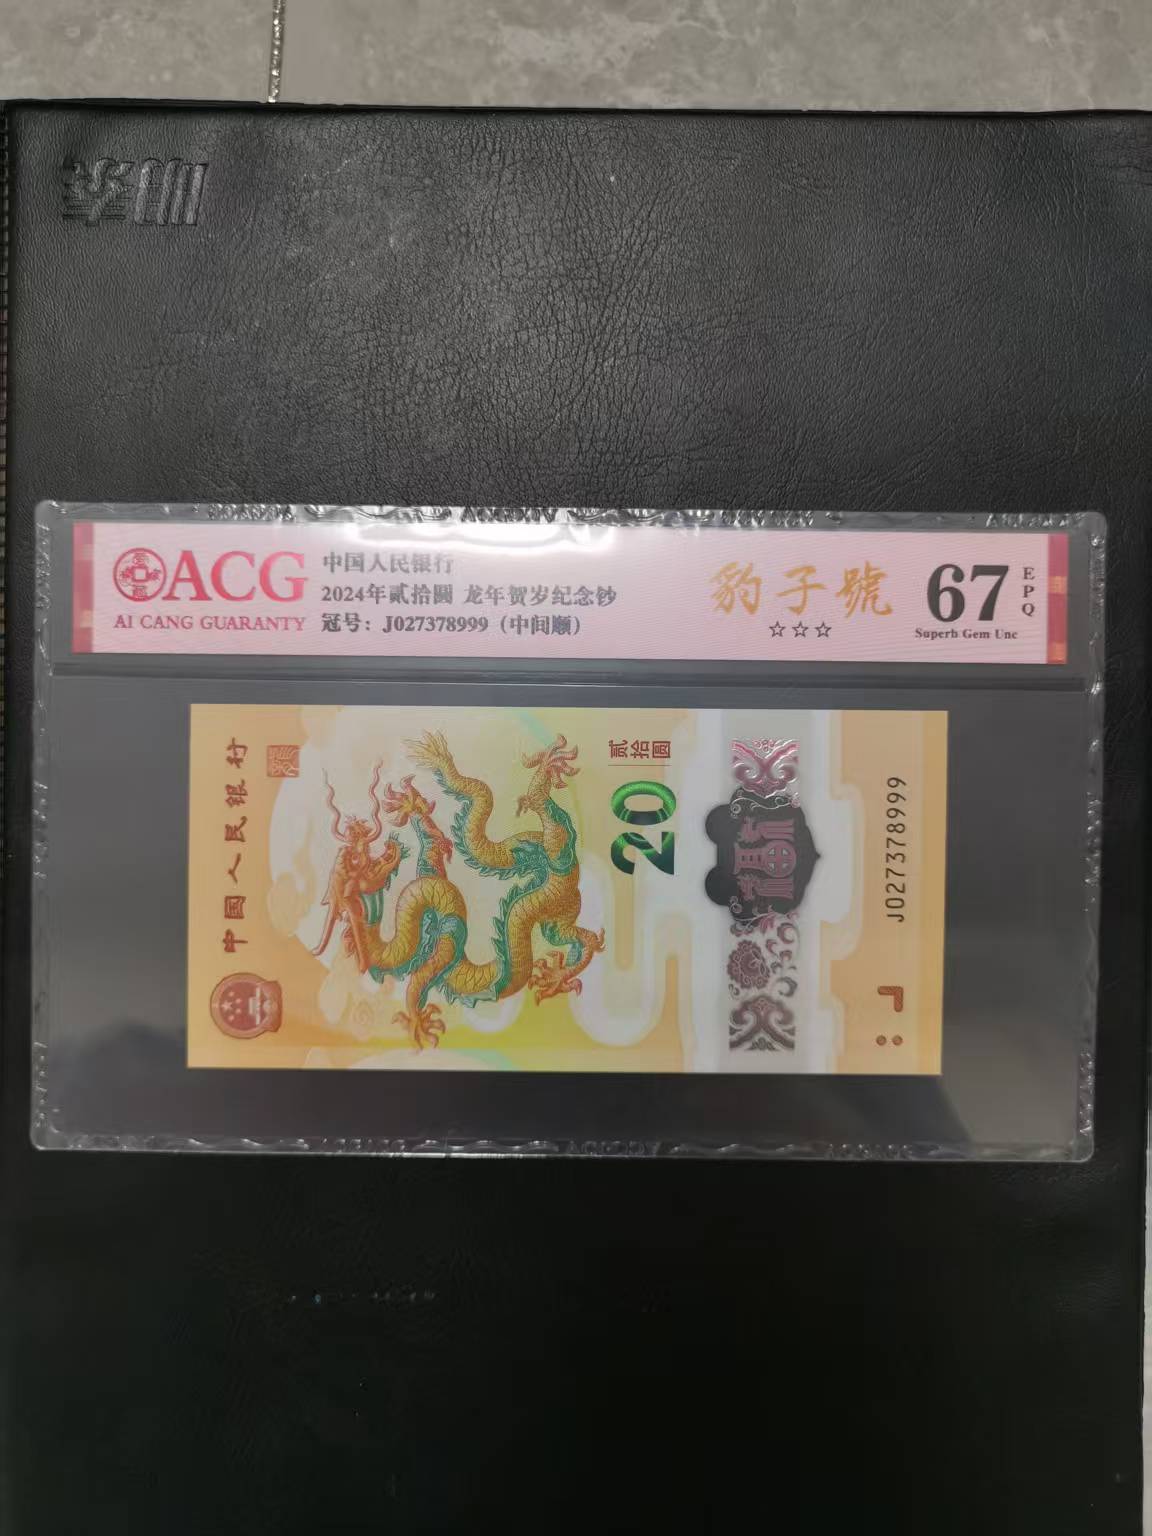 ACG
AI CANG GUARANTY
中国人民银行
2024年贰拾圆 龙年贺岁纪念钞
冠号：J027378999（中间顺）
豹子號
☆☆☆
67
EPQ
Superb Gem Unc
中国人民银行
贰拾圆
20
福
J027378999